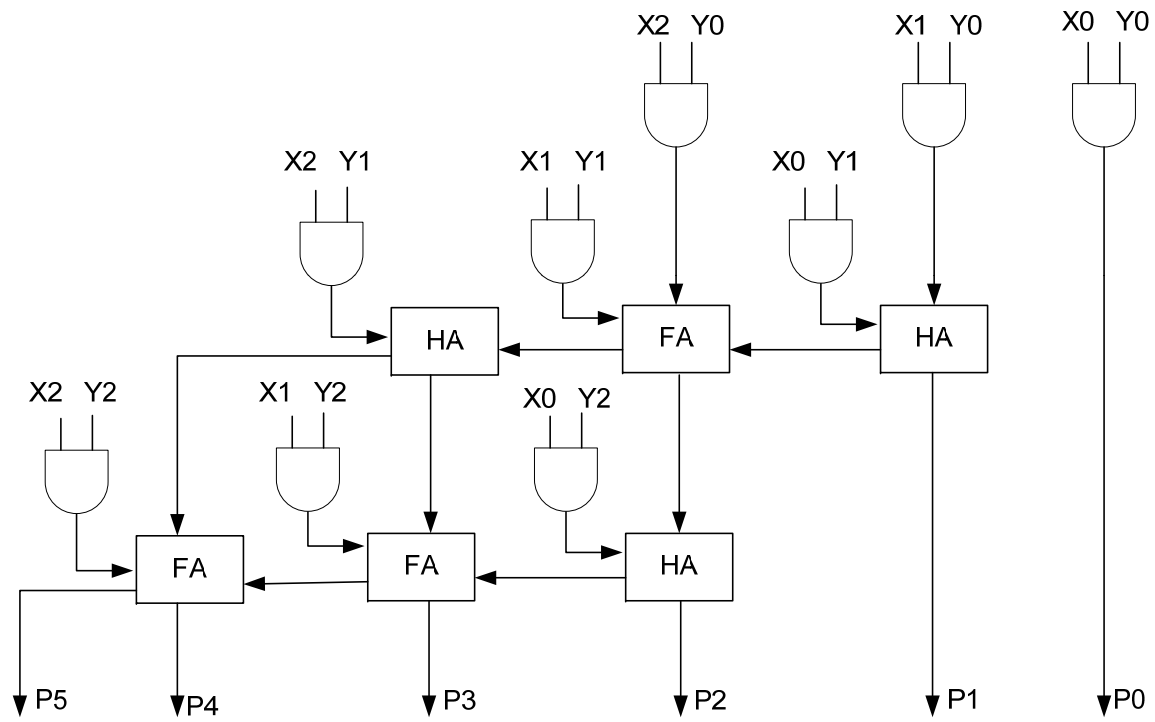 X2 Y0 X1 Y0 X0 Y0
X2 Y1 X1 Y1 X0 Y1
HA FA HA
X2 Y2 X1 Y2 X0 Y2
FA FA HA
P5 P4 P3 P2 P1 P0